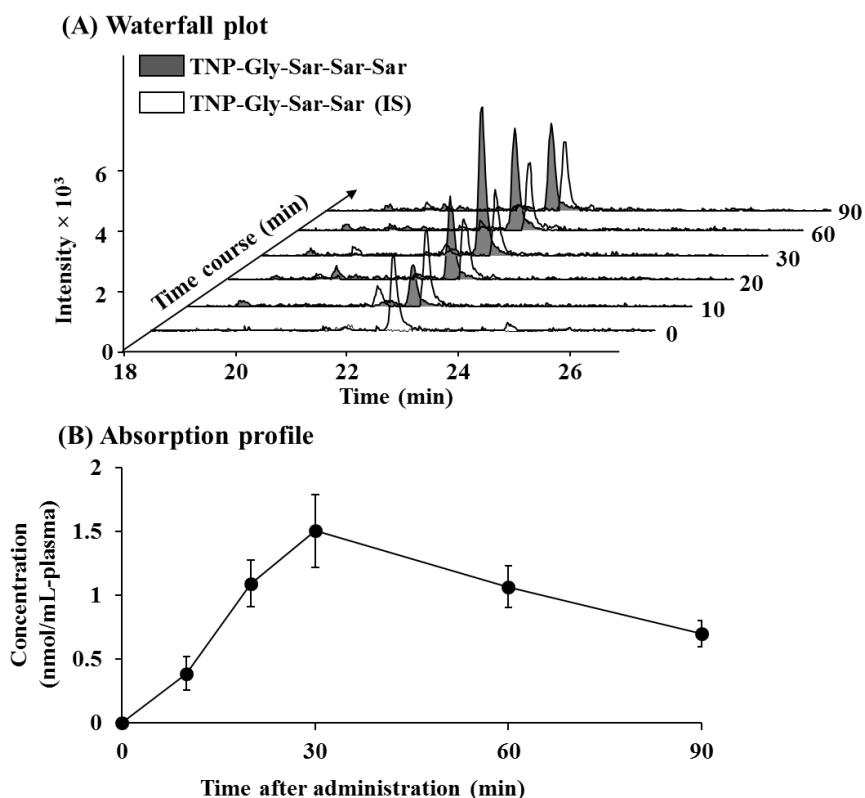 (A) Waterfall plot
TNP-Gly-Sar-Sar-Sar
TNP-Gly-Sar-Sar (IS)
Intensity × 10³
6
4
2
0
Time course (min)
90
60
30
20
10
0
18 20 22 24 26
Time (min)
(B) Absorption profile
Concentration
(nmol/mL-plasma)
2
1.5
1
0.5
0
0 30 60 90
Time after administration (min)